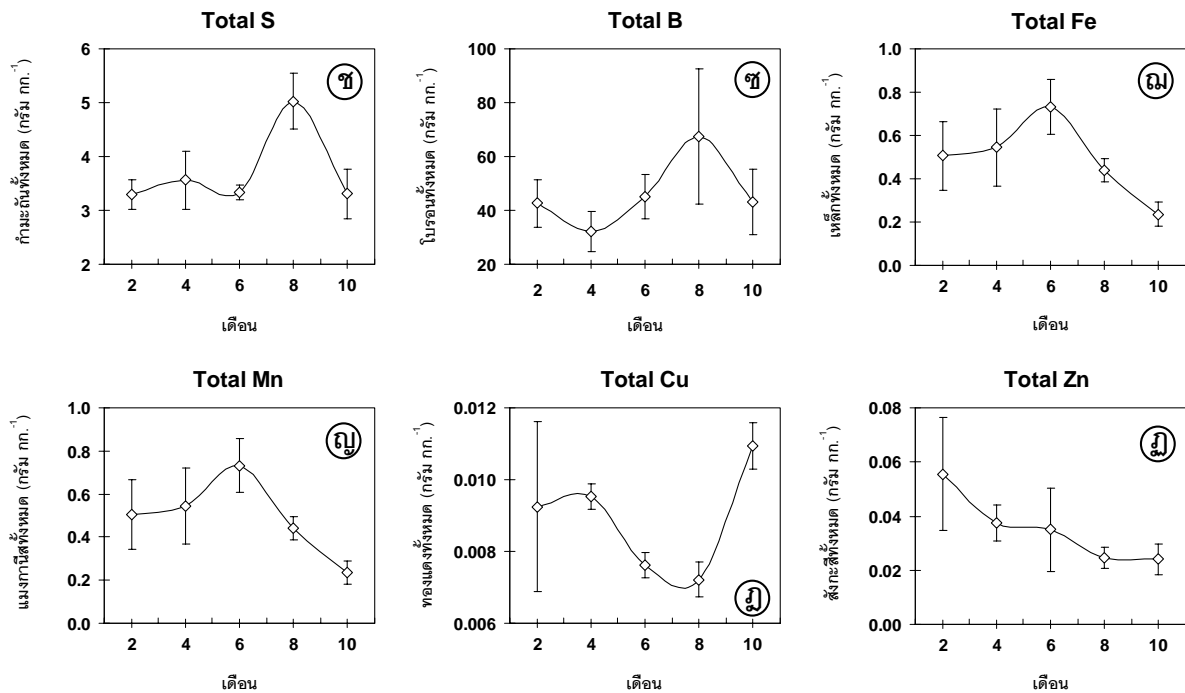 Total S
กำมะถันทั้งหมด (กรัม กก.-1)
6
5
4
3
2
ช
2 4 6 8 10
เดือน
Total B
โบรอนทั้งหมด (กรัม กก.-1)
100
80
60
40
20
ซ
2 4 6 8 10
เดือน
Total Fe
เหล็กทั้งหมด (กรัม กก.-1)
1.0
0.8
0.6
0.4
0.2
0.0
ฌ
2 4 6 8 10
เดือน
Total Mn
แมงกานีสทั้งหมด (กรัม กก.-1)
1.0
0.8
0.6
0.4
0.2
0.0
ญ
2 4 6 8 10
เดือน
Total Cu
ทองแดงทั้งหมด (กรัม กก.-1)
0.012
0.010
0.008
0.006
ฎ
2 4 6 8 10
เดือน
Total Zn
สังกะสีทั้งหมด (กรัม กก.-1)
0.08
0.06
0.04
0.02
0.00
ฏ
2 4 6 8 10
เดือน